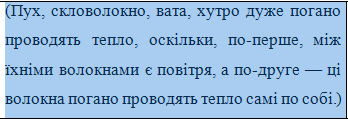 (Пух, скловолокно, вата, хутро дуже погано
проводять тепло, оскільки, по-перше, між
їхніми волокнами є повітря, а по-друге — ці
волокна погано проводять тепло самі по собі.)